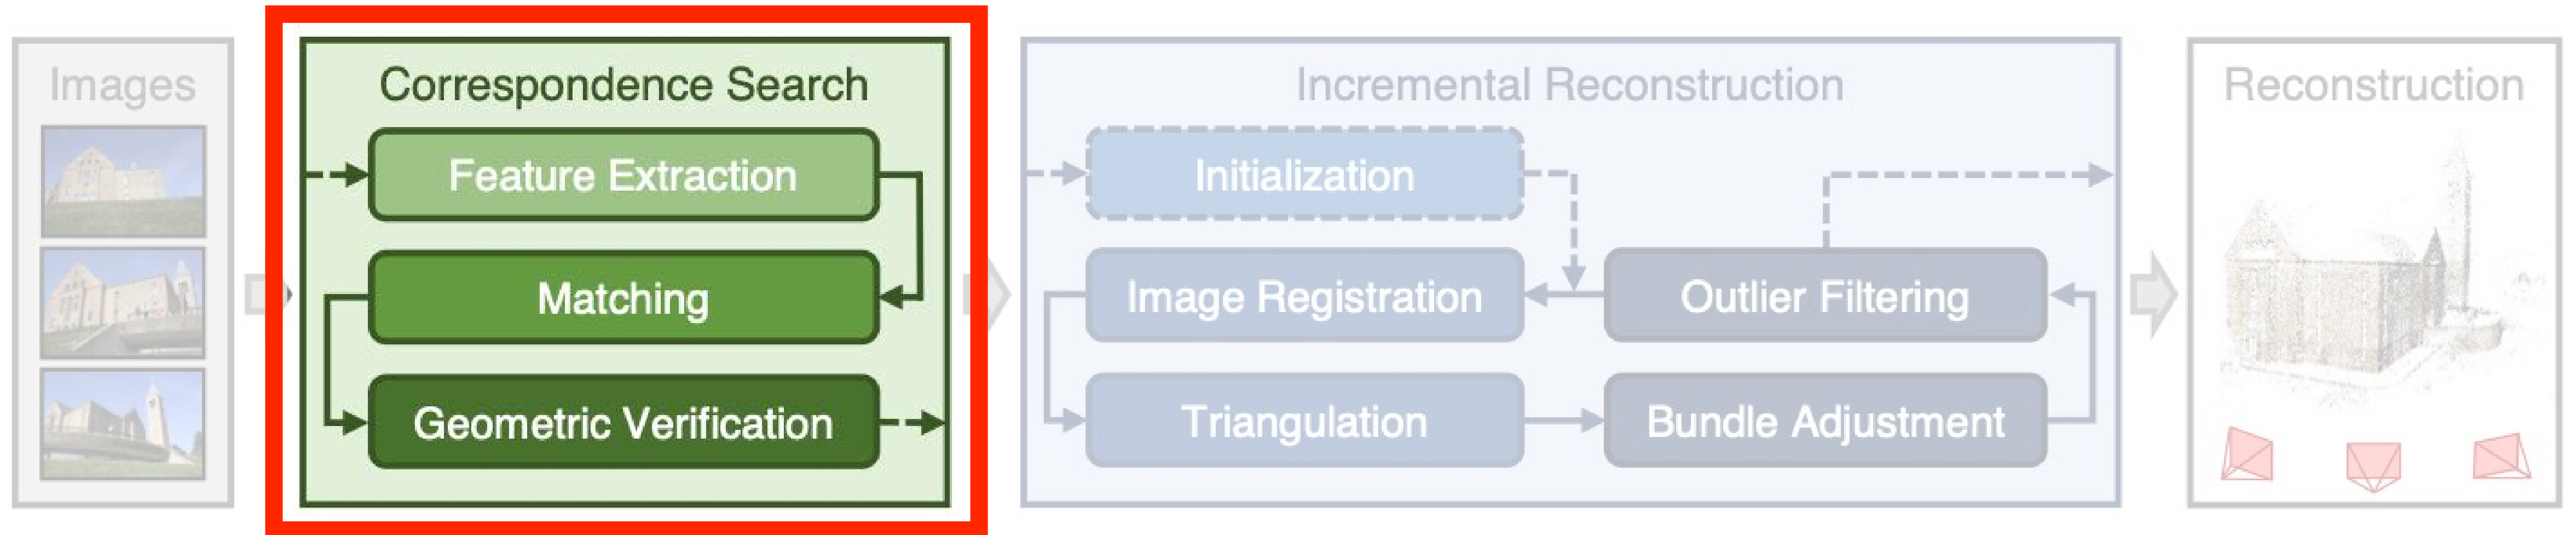 Images
Correspondence Search
Feature Extraction
Matching
Geometric Verification
Incremental Reconstruction
Initialization
Image Registration
Outlier Filtering
Triangulation
Bundle Adjustment
Reconstruction